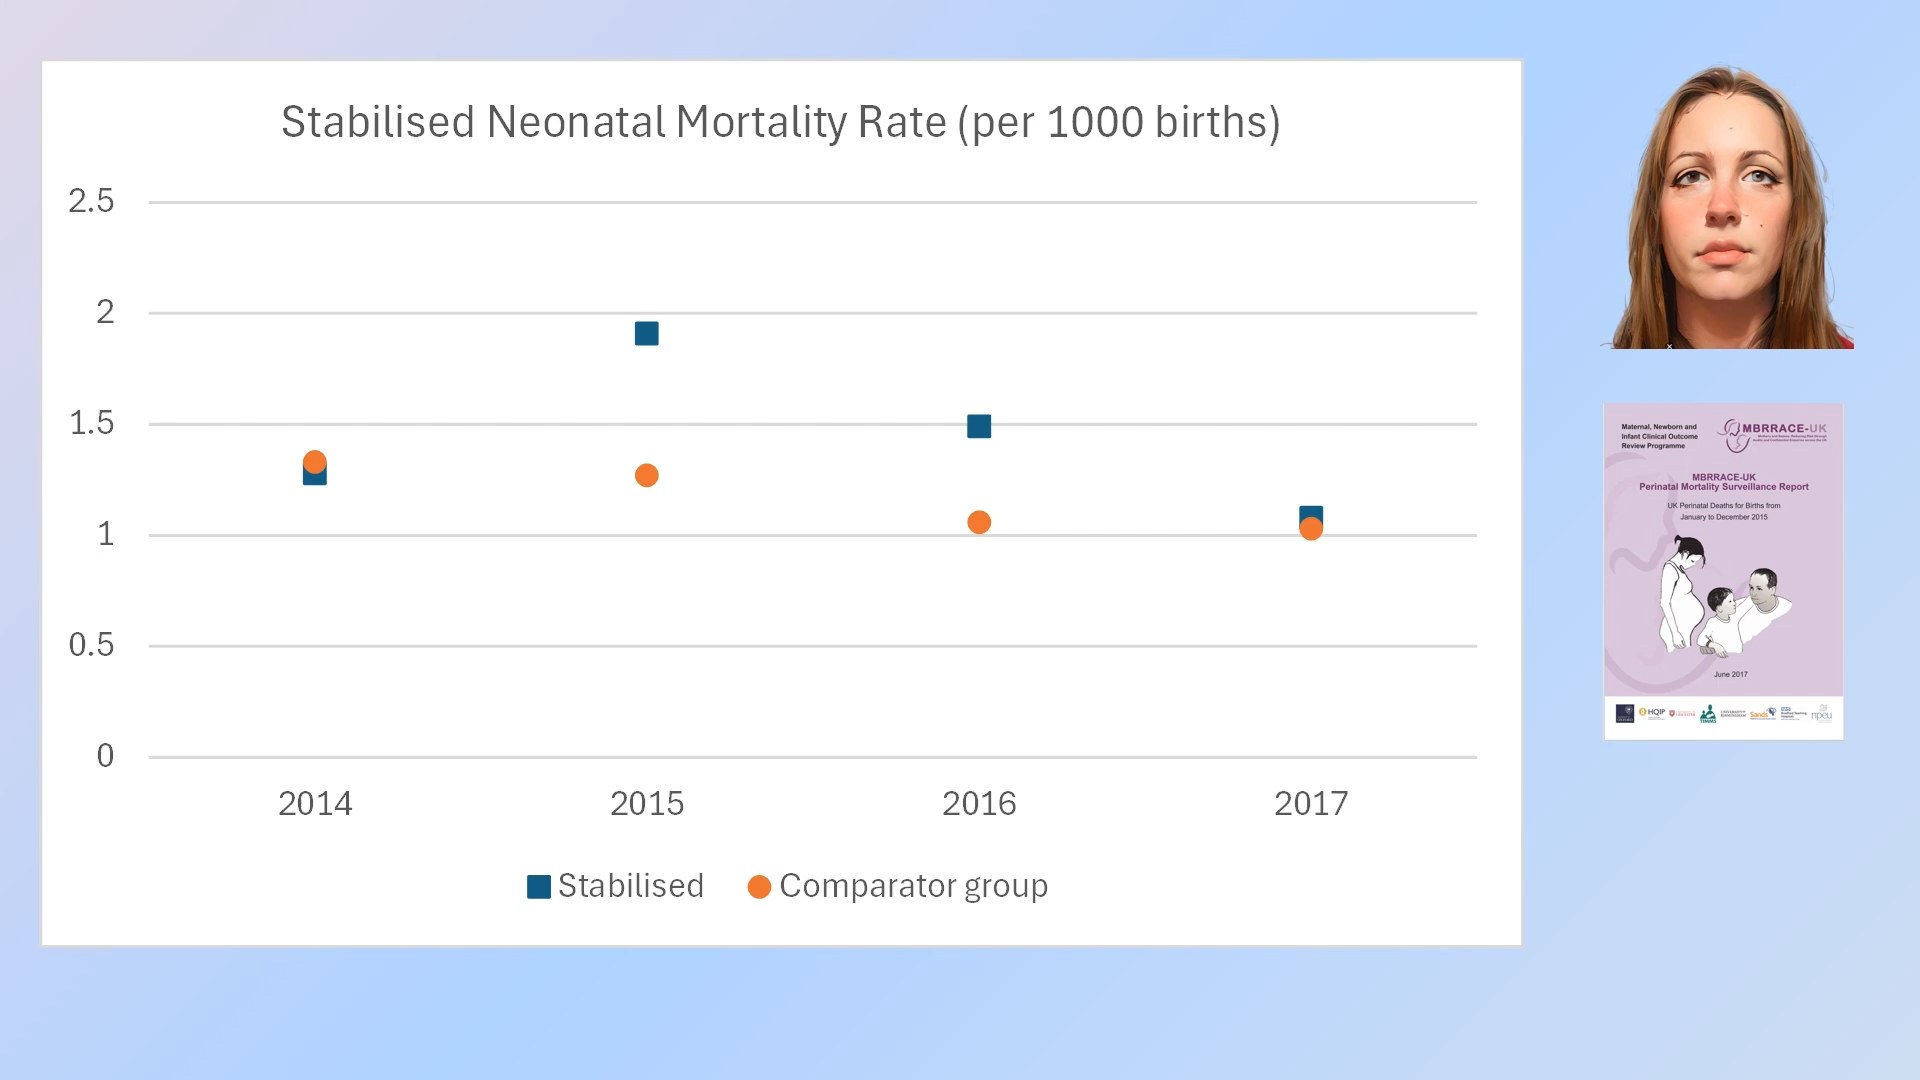 Stabilised Neonatal Mortality Rate (per 1000 births)
2.5
2
1.5
1
0.5
0
2014
2015
2016
2017
Stabilised
Comparator group
Maternal, Newborn and
Infant Clinical Outcome
Review Programme
MBRRACE-UK
MBRRACE-UK
Perinatal Mortality Surveillance Report
UK Perinatal Deaths for Births from
January to December 2015
June 2017
HQIP
TIMMS
Sands
npeu